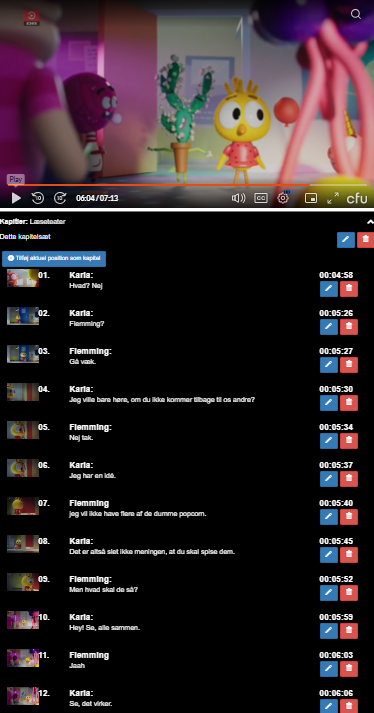 Play
10
10
06:04 / 07:13
CC
cfu
Kapitler: Læseteater
Dette kapitelsæt
Tilføj aktuel position som kapitel
01. Karla: 00:04:58
Hvad? Nej
02. Karla: 00:05:26
Flemming?
03. Flemming: 00:05:27
Gå væk.
04. Karla: 00:05:30
Jeg ville bare høre, om du ikke kommer tilbage til os andre?
05. Flemming: 00:05:34
Nej tak.
06. Karla: 00:05:37
Jeg har en idé.
07. Flemming 00:05:40
jeg vil ikke have flere af de dumme popcorn.
08. Karla: 00:05:45
Det er altså slet ikke meningen, at du skal spise dem.
09. Flemming: 00:05:52
Men hvad skal de så?
10. Karla: 00:05:59
Hey! Se, alle sammen.
11. Flemming 00:06:03
Jaah
12. Karla: 00:06:06
Se, det virker.